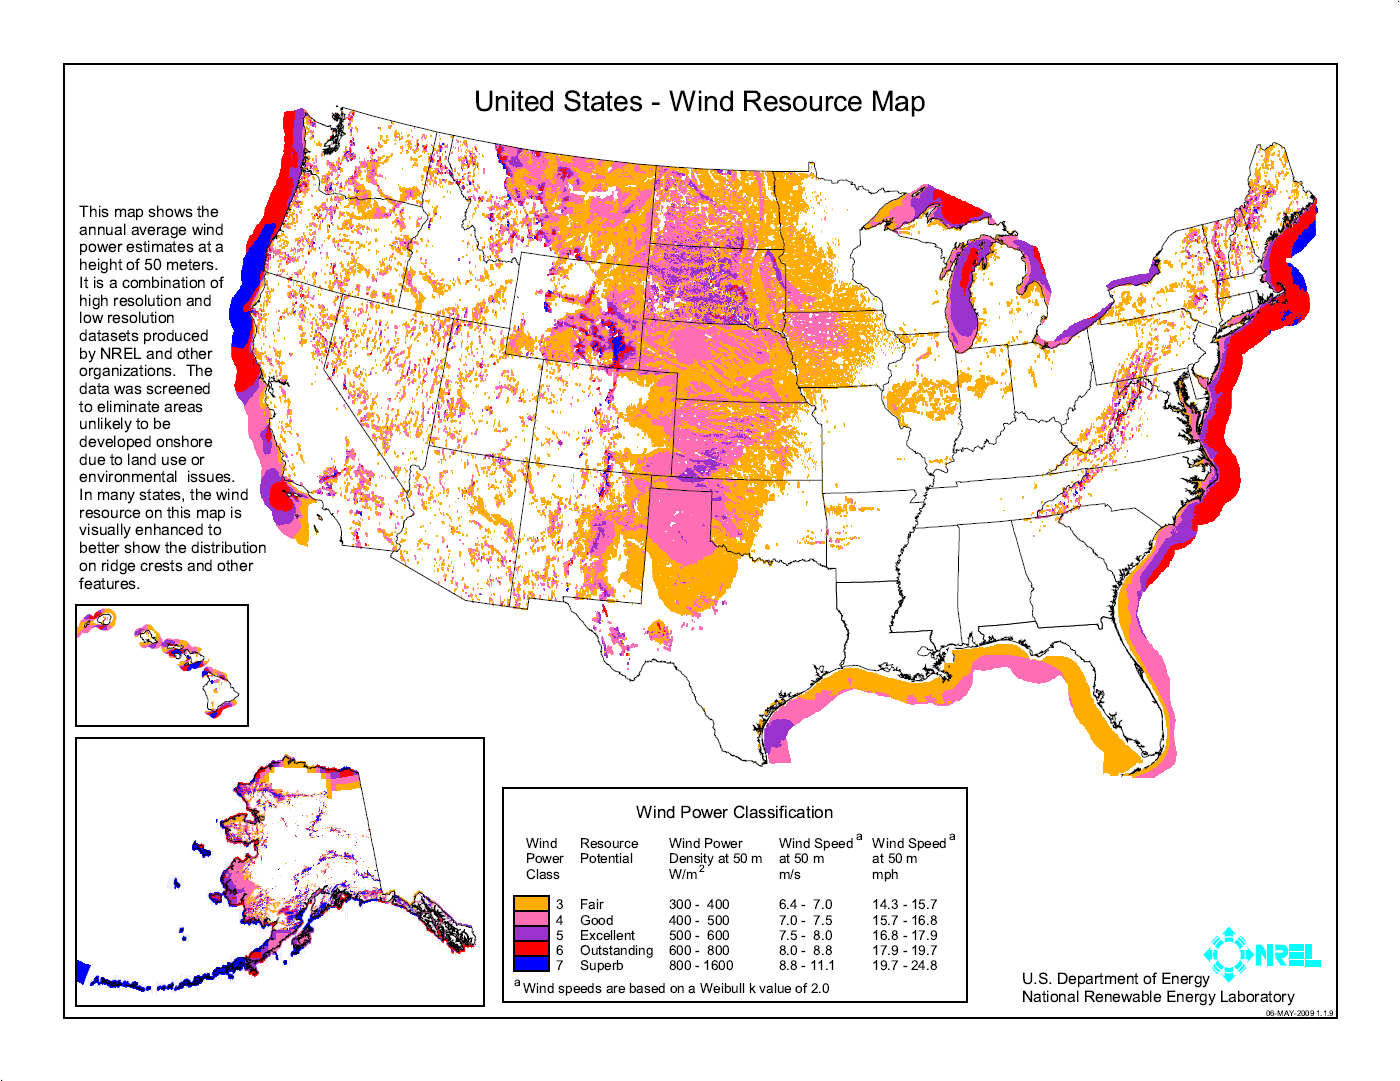 United States - Wind Resource Map
This map shows the
annual average wind
power estimates at a
height of 50 meters.
It is a combination of
high resolution and
low resolution
datasets produced
by NREL and other
organizations.  The
data was screened
to eliminate areas
unlikely to be
developed onshore
due to land use or
environmental  issues.
In many states, the wind
resource on this map is
visually enhanced to
better show the distribution
on ridge crests and other
features.
Wind Power Classification
Wind Resource Wind Power Wind Speed a Wind Speed a
Power Potential Density at 50 m at 50 m at 50 m
Class W/m2 m/s mph
3 Fair 300 - 400 6.4 - 7.0 14.3 - 15.7
4 Good 400 - 500 7.0 - 7.5 15.7 - 16.8
5 Excellent 500 - 600 7.5 - 8.0 16.8 - 17.9
6 Outstanding 600 - 800 8.0 - 8.8 17.9 - 19.7
7 Superb 800 - 1600 8.8 - 11.1 19.7 - 24.8
a Wind speeds are based on a Weibull k value of 2.0
NREL
U.S. Department of Energy
National Renewable Energy Laboratory
06-MAY-2009 1.1.9